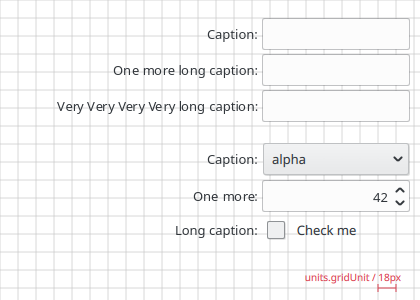 Caption:
One more long caption:
Very Very Very Very long caption:
Caption: alpha
One more: 42
Long caption: Check me
units.gridUnit / 18px